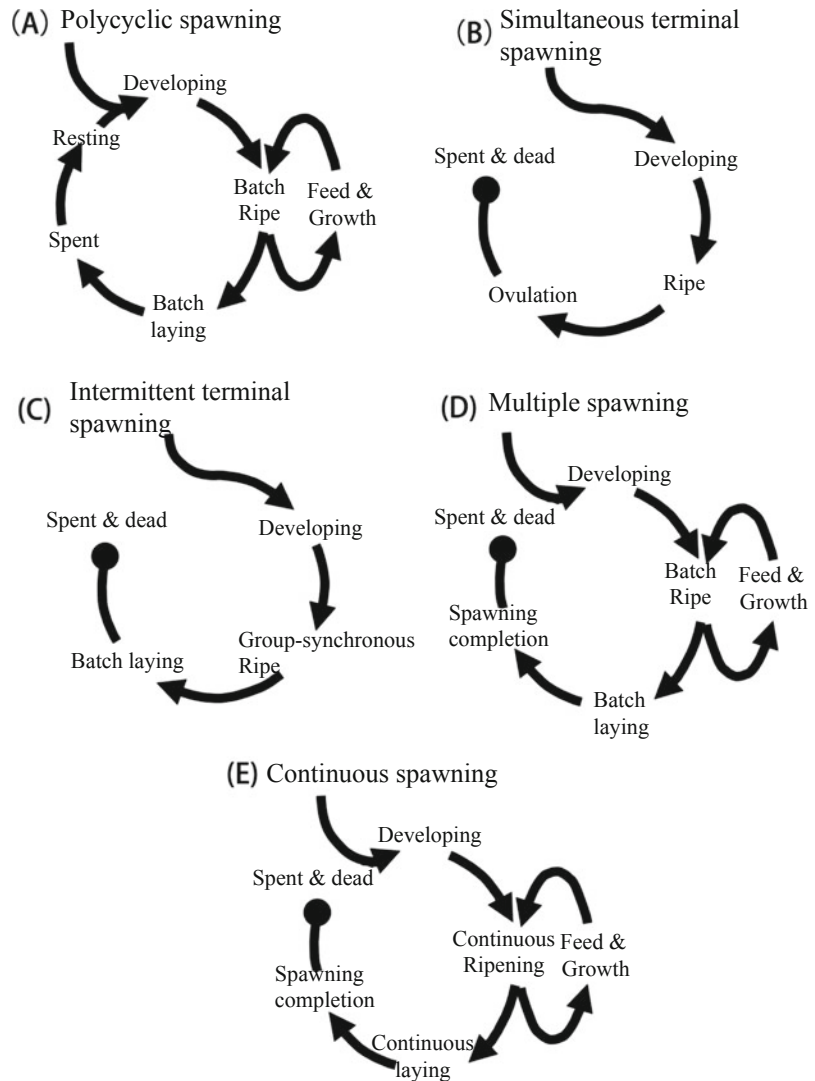 (A) Polycyclic spawning
Developing
Resting
Batch
Ripe
Feed &
Growth
Spent
Batch
laying
(B) Simultaneous terminal
spawning
Spent & dead
Developing
Ovulation
Ripe
(C) Intermittent terminal
spawning
Spent & dead
Developing
Batch laying
Group-synchronous
Ripe
(D) Multiple spawning
Developing
Spent & dead
Batch
Ripe
Feed &
Growth
Spawning
completion
Batch
laying
(E) Continuous spawning
Developing
Spent & dead
Continuous
Ripening
Feed &
Growth
Spawning
completion
Continuous
laying